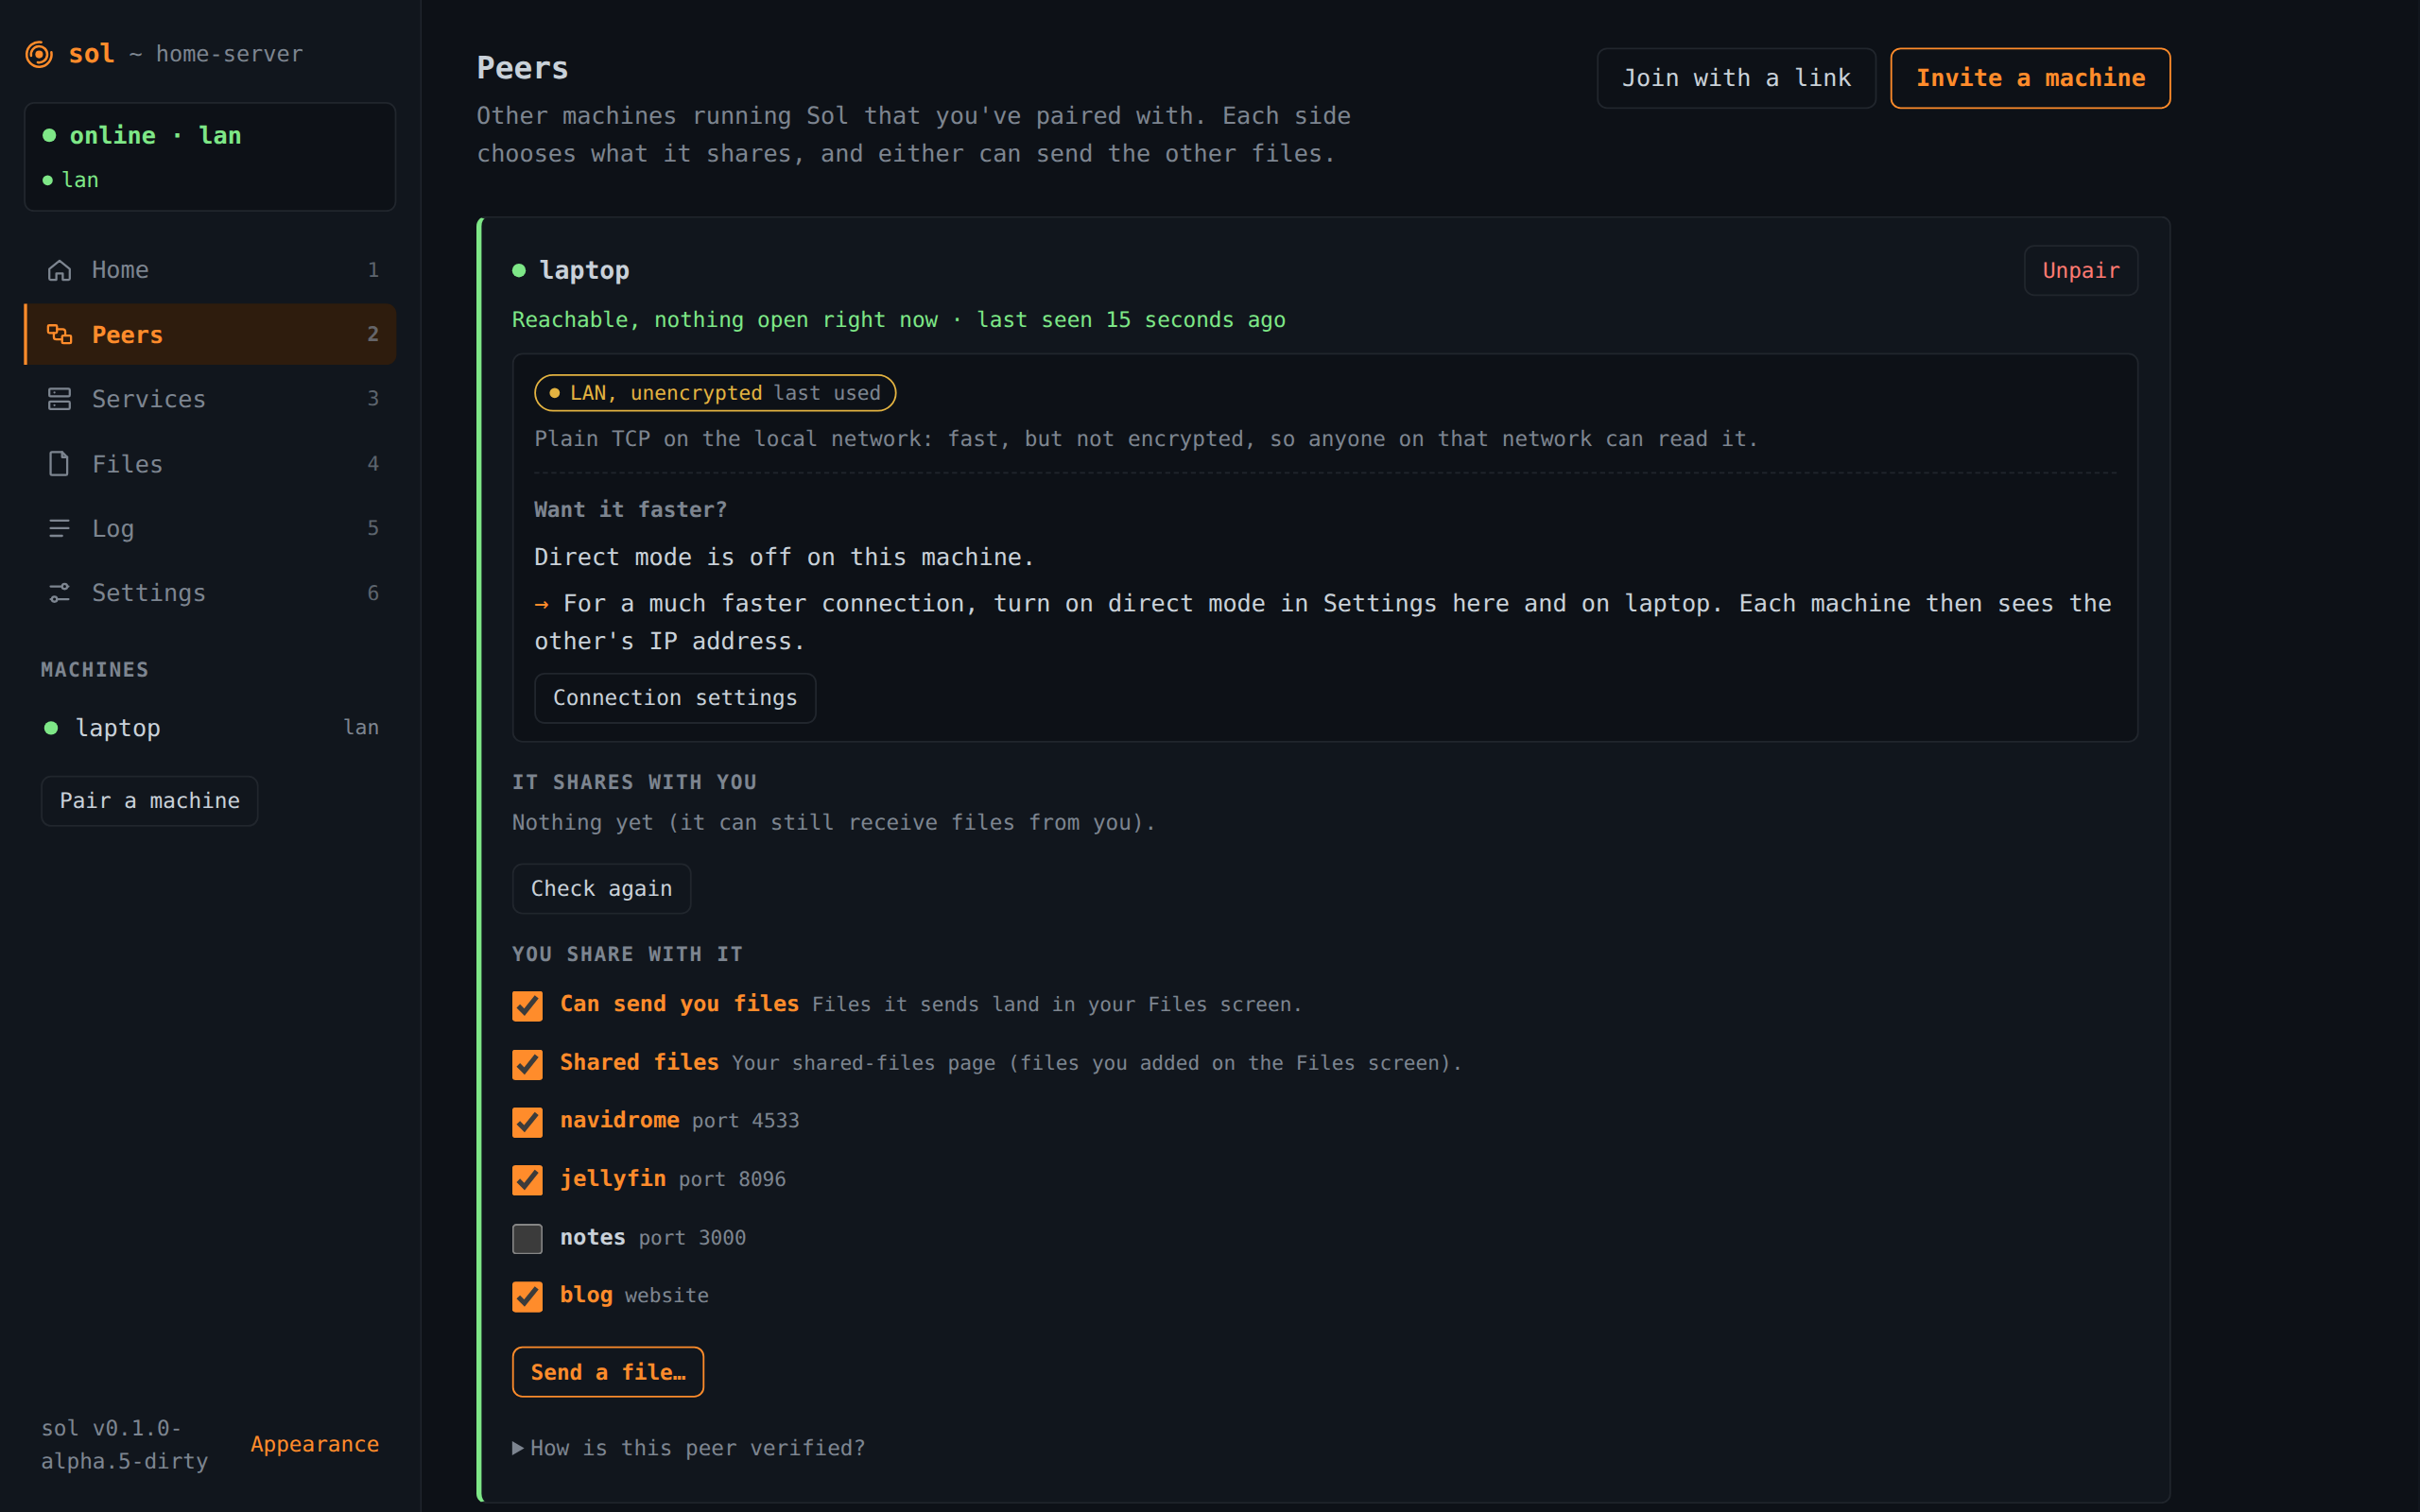 sol ~ home-server
online · lan
lan
Home 1
Peers 2
Services 3
Files 4
Log 5
Settings 6
MACHINES
laptop lan
Pair a machine
sol v0.1.0-
alpha.5-dirty
Appearance
Peers
Other machines running Sol that you've paired with. Each side
chooses what it shares, and either can send the other files.
Join with a link
Invite a machine
laptop
Unpair
Reachable, nothing open right now · last seen 15 seconds ago
LAN, unencrypted last used
Plain TCP on the local network: fast, but not encrypted, so anyone on that network can read it.
Want it faster?
Direct mode is off on this machine.
→ For a much faster connection, turn on direct mode in Settings here and on laptop. Each machine then sees the
other's IP address.
Connection settings
IT SHARES WITH YOU
Nothing yet (it can still receive files from you).
Check again
YOU SHARE WITH IT
Can send you files Files it sends land in your Files screen.
Shared files Your shared-files page (files you added on the Files screen).
navidrome port 4533
jellyfin port 8096
notes port 3000
blog website
Send a file…
How is this peer verified?